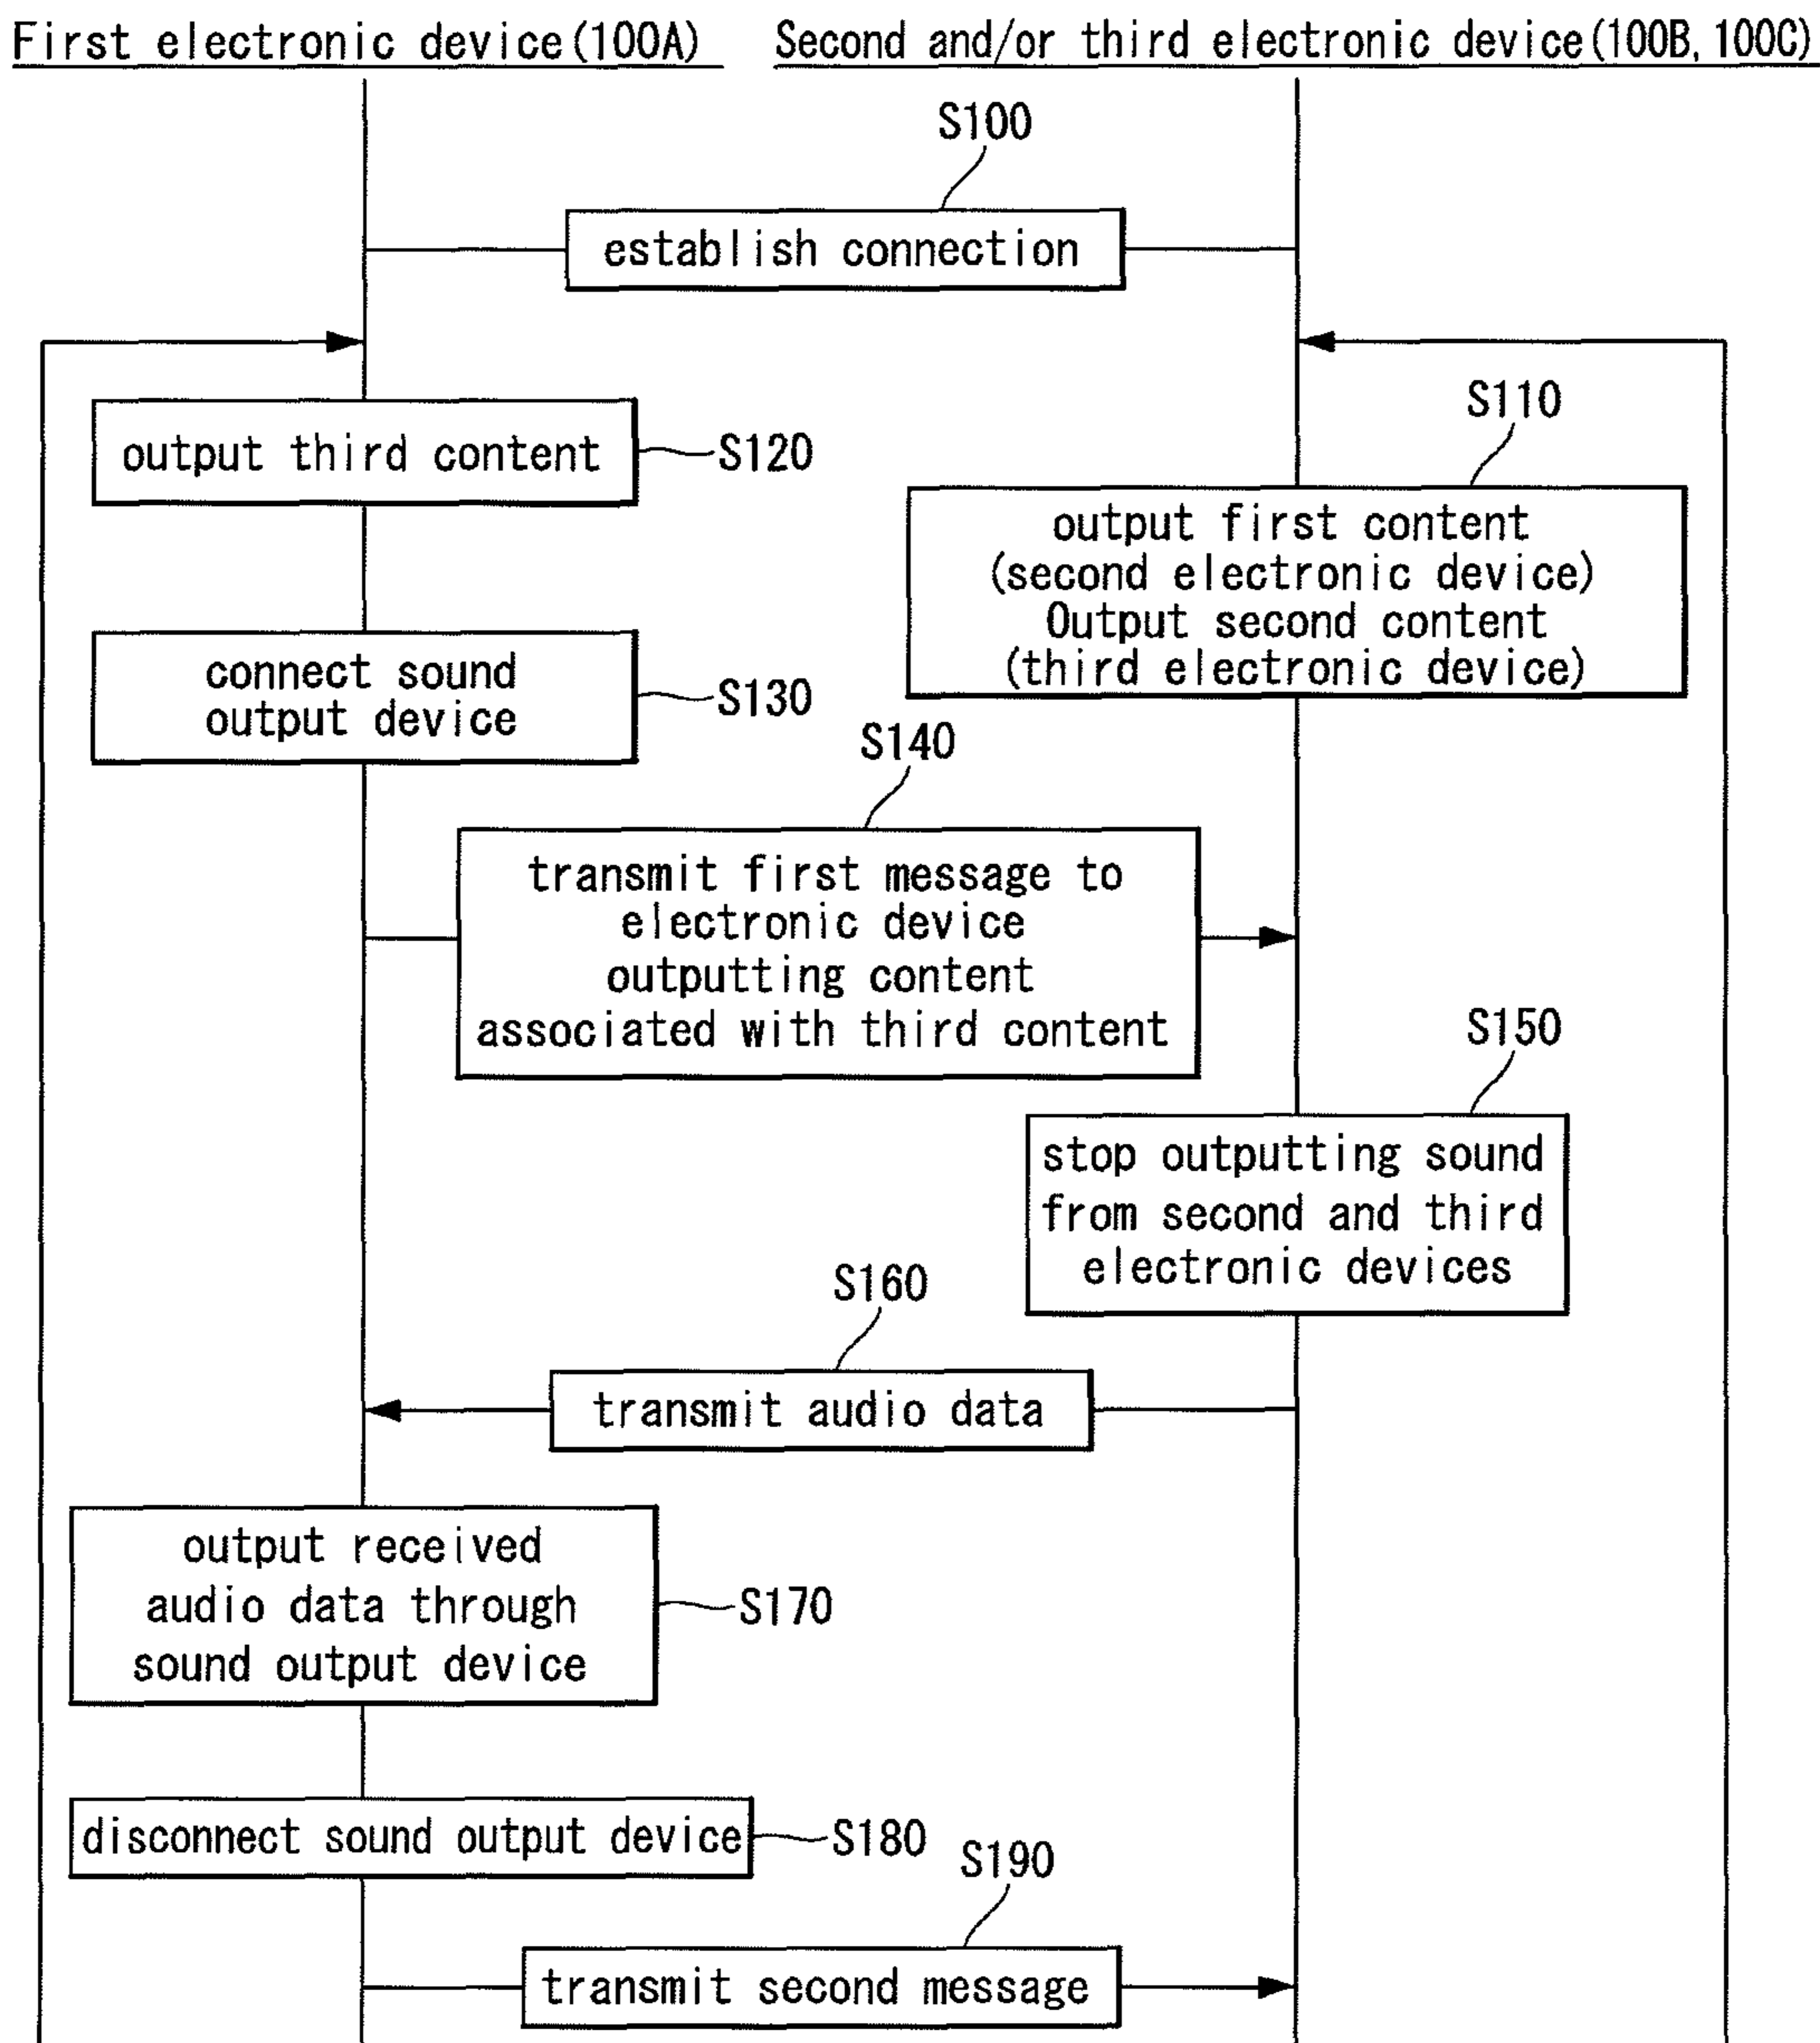 First electronic device(100A)
Second and/or third electronic device(100B, 100C)
S100
establish connection
S110
output third content
S120
output first content
(second electronic device)
Output second content
(third electronic device)
connect sound
output device
S130
S140
transmit first message to
electronic device
outputting content
associated with third content
S150
stop outputting sound
from second and third
electronic devices
S160
transmit audio data
output received
audio data through
sound output device
S170
disconnect sound output device
S180
S190
transmit second message